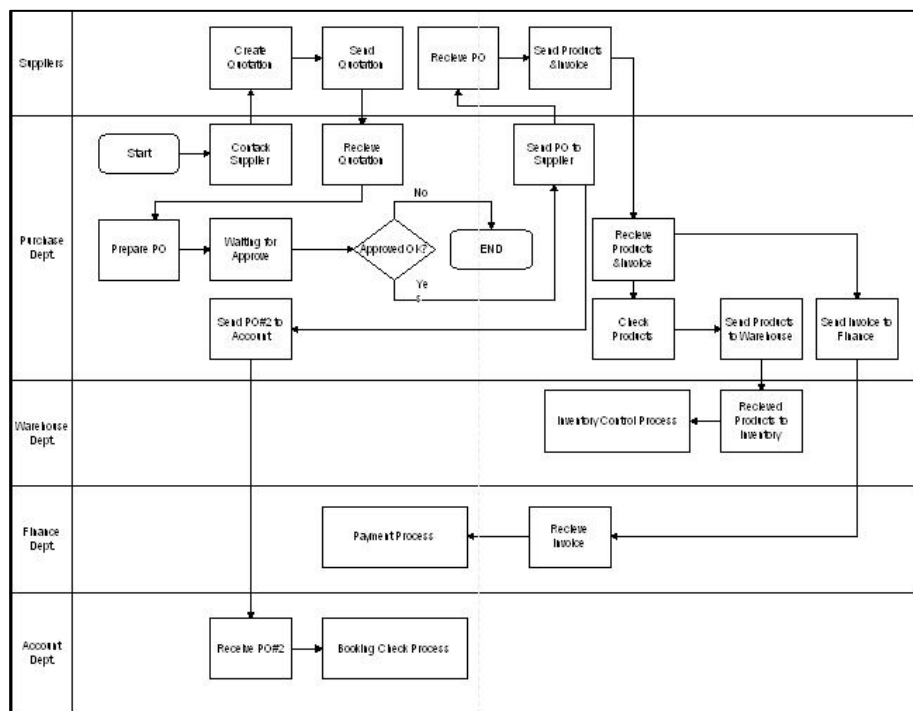 Suppliers
Create
Quotation
Send
Quotation
Recieve PO
Send Products
&Invoice
Purchase
Dept.
Start
Contack
Supplier
Recieve
Quotation
Send PO to
Supplier
No
Prepare PO
Waiting for
Approve
Approved Ok?
END
Ye
s
Recieve
Products
&Invoice
Send PO#2 to
Account
Check
Products
Send Products
to Warehouse
Send Invoice to
Finance
Warehouse
Dept.
Inventory Control Process
Recieved
Products to
Inventory
Finance
Dept.
Payment Process
Recieve
Invoice
Account
Dept.
Receive PO#2
Booking Check Process